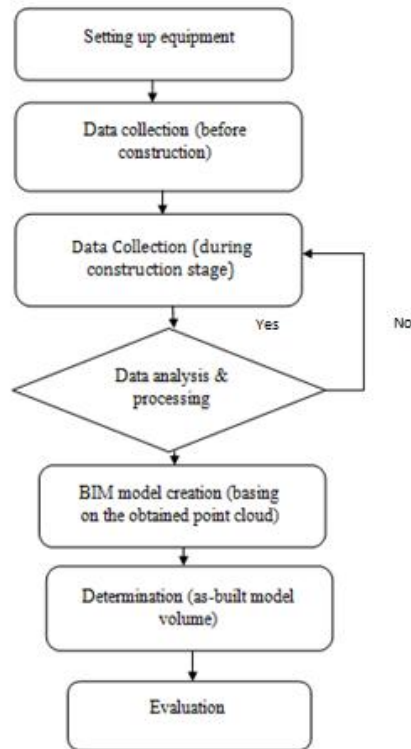 Setting up equipment
Data collection (before
construction)
Data Collection (during
construction stage)
Yes
No
Data analysis &
processing
BIM model creation (basing
on the obtained point cloud)
Determination (as-built model
volume)
Evaluation